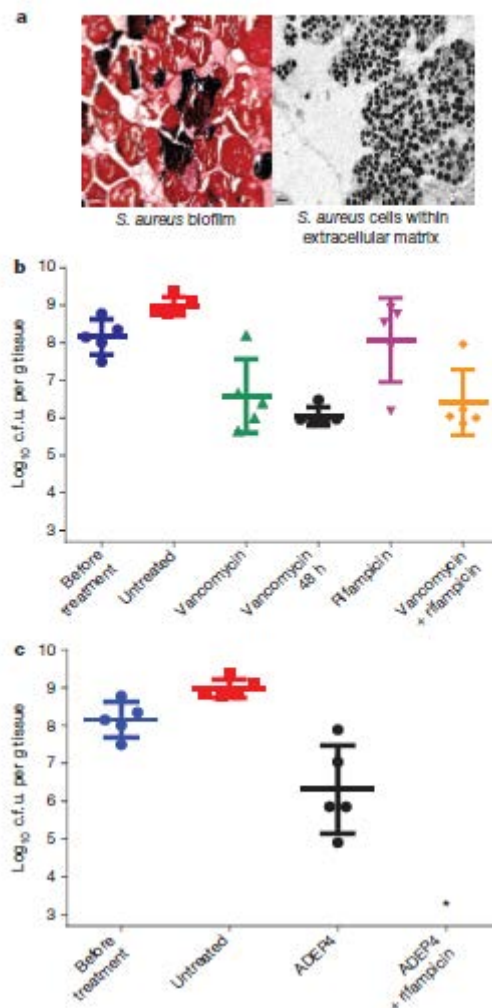 a
S. aureus biofilm
S. aureus cells within
extracellular matrix
b
Log₁₀ c.f.u. per g tissue
10
9
8
7
6
5
4
3
Before
treatment
Untreated
Vancomycin
Vancomycin
48 h
Rifampicin
Vancomycin
+ rifampicin
c
Log₁₀ c.f.u. per g tissue
10
9
8
7
6
5
4
3
Before
treatment
Untreated
ADEP4
ADEP4
+ rifampicin
*